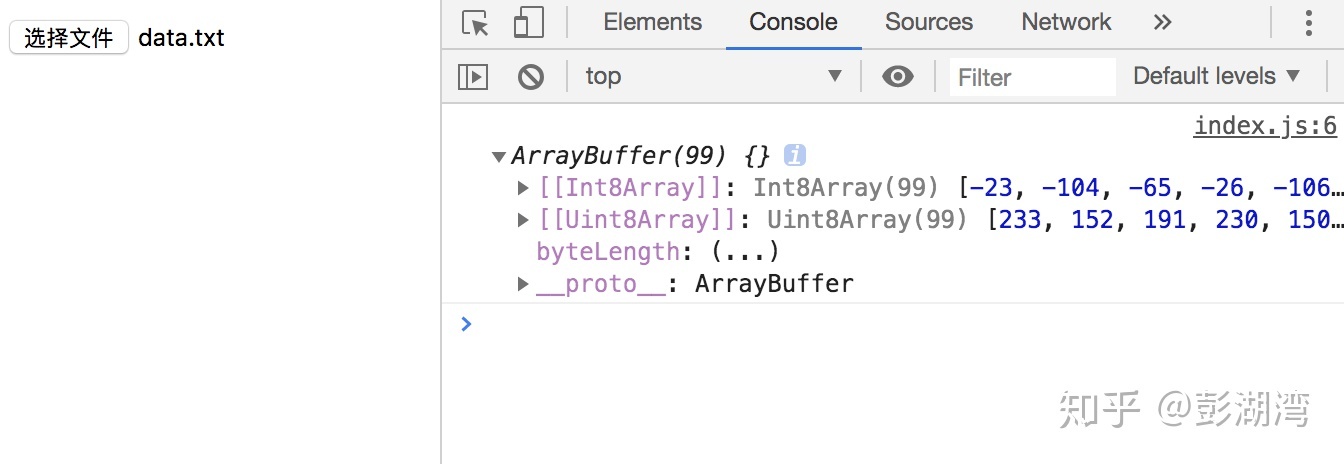 选择文件 data.txt
Elements Console Sources Network
top Filter Default levels
index.js:6
ArrayBuffer(99) {} i
[[Int8Array]]: Int8Array(99) [-23, -104, -65, -26, -106…
[[Uint8Array]]: Uint8Array(99) [233, 152, 191, 230, 150…
byteLength: (...)
__proto__: ArrayBuffer
知乎 @彭湖湾